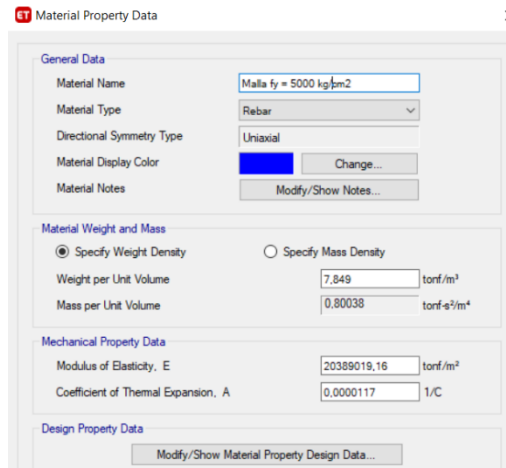 ET Material Property Data
General Data
Material Name Malla fy = 5000 kg/cm2
Material Type Rebar
Directional Symmetry Type Uniaxial
Material Display Color Change...
Material Notes Modify/Show Notes...
Material Weight and Mass
Specify Weight Density Specify Mass Density
Weight per Unit Volume 7,849 tonf/m³
Mass per Unit Volume 0,80038 tonf-s²/m⁴
Mechanical Property Data
Modulus of Elasticity, E 20389019,16 tonf/m²
Coefficient of Thermal Expansion, A 0,0000117 1/C
Design Property Data
Modify/Show Material Property Design Data...